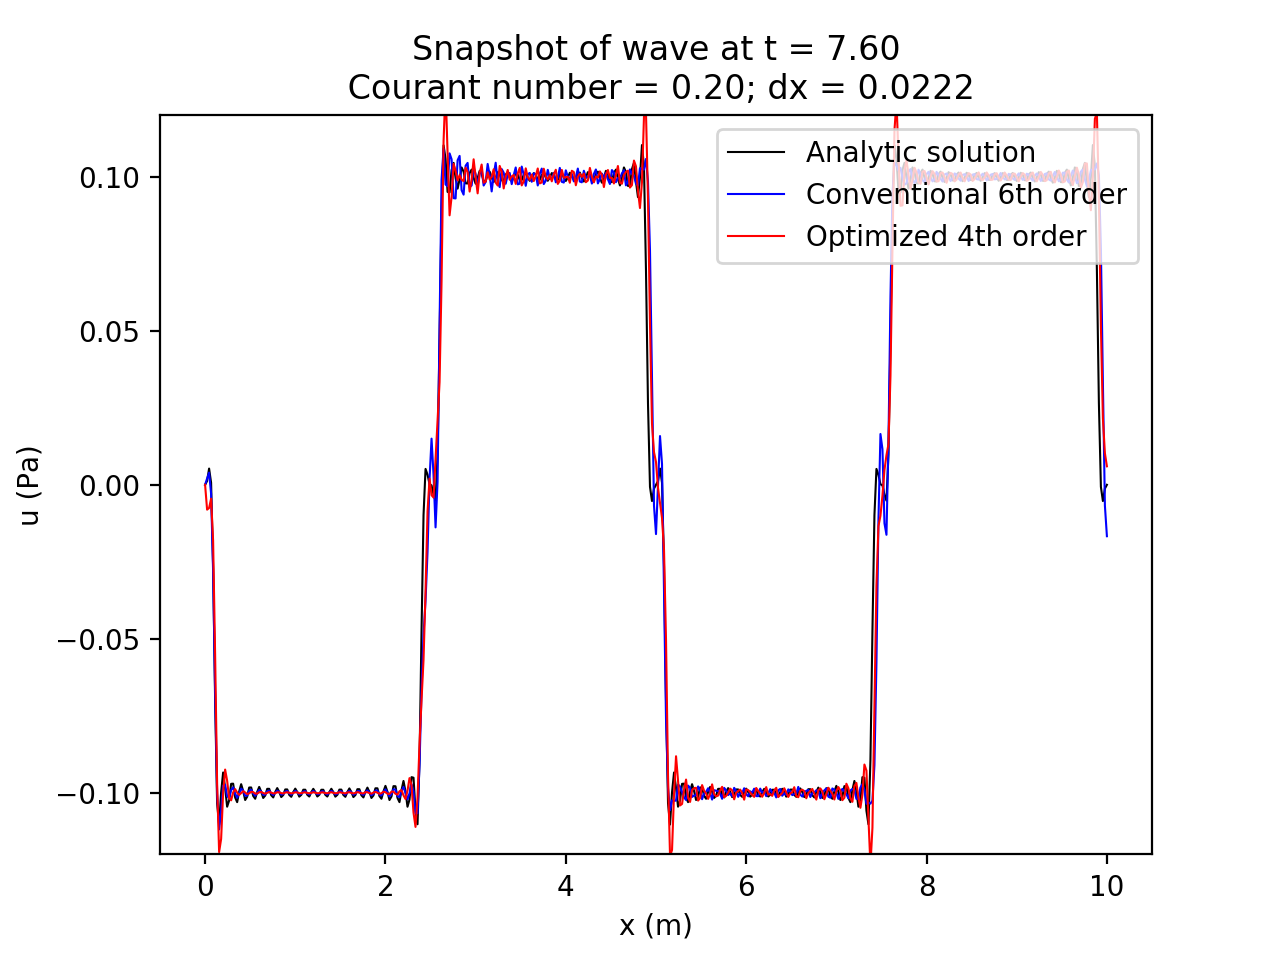 Snapshot of wave at t = 7.60
Courant number = 0.20; dx = 0.0222
Analytic solution
Conventional 6th order
Optimized 4th order
0.10
0.05
0.00
−0.05
−0.10
u (Pa)
0 2 4 6 8 10
x (m)